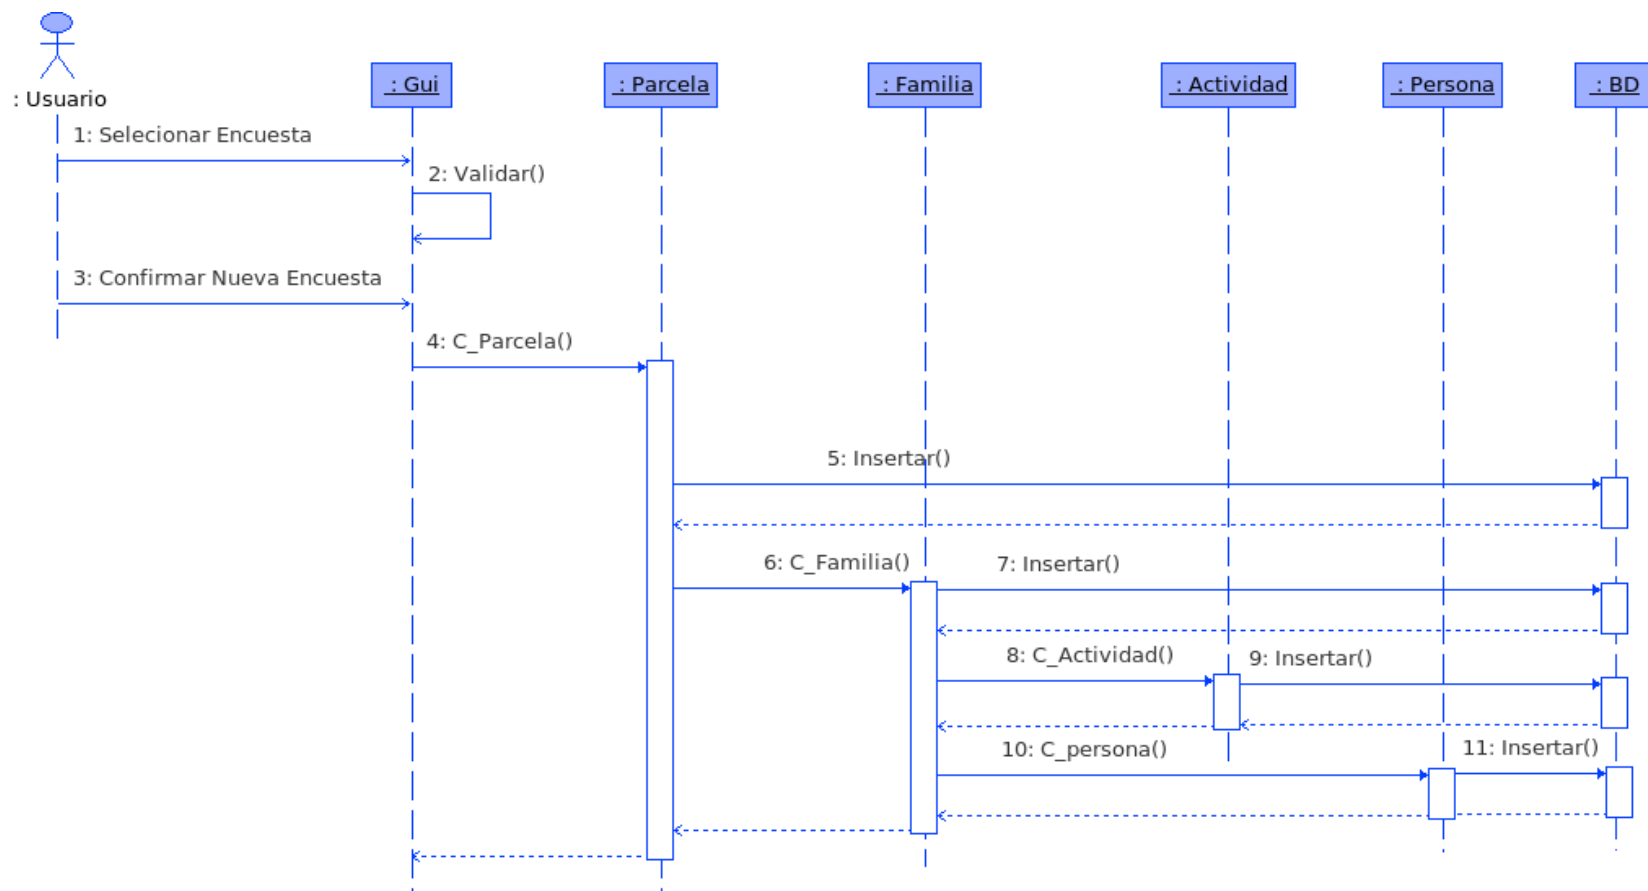 : Usuario
: Gui
: Parcela
: Familia
: Actividad
: Persona
: BD
1: Selecionar Encuesta
2: Validar()
3: Confirmar Nueva Encuesta
4: C_Parcela()
5: Insertar()
6: C_Familia()
7: Insertar()
8: C_Actividad()
9: Insertar()
10: C_persona()
11: Insertar()